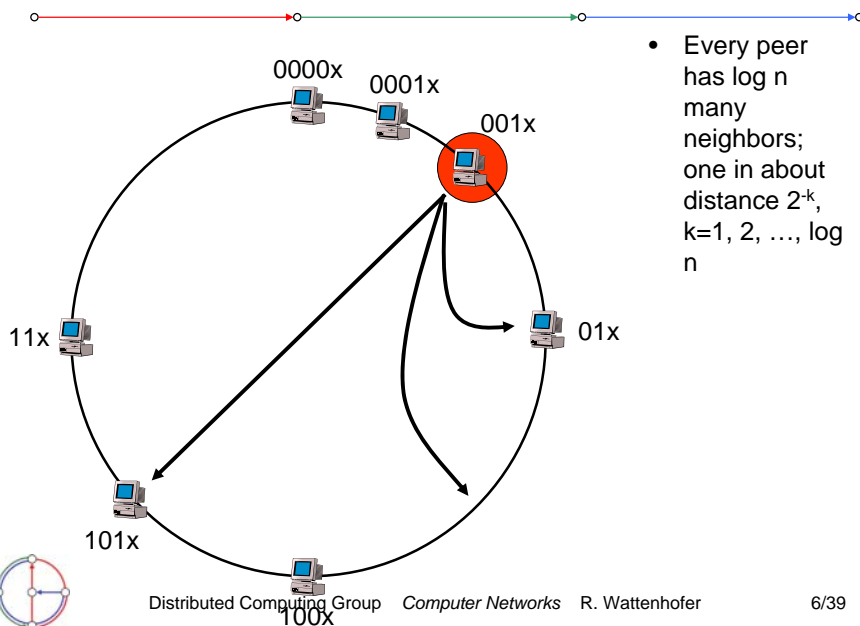 0000x
0001x
001x
01x
11x
101x
100x
• Every peer
has log n
many
neighbors;
one in about
distance 2⁻ᵏ,
k=1, 2, …, log
n
Distributed Computing Group Computer Networks R. Wattenhofer 6/39